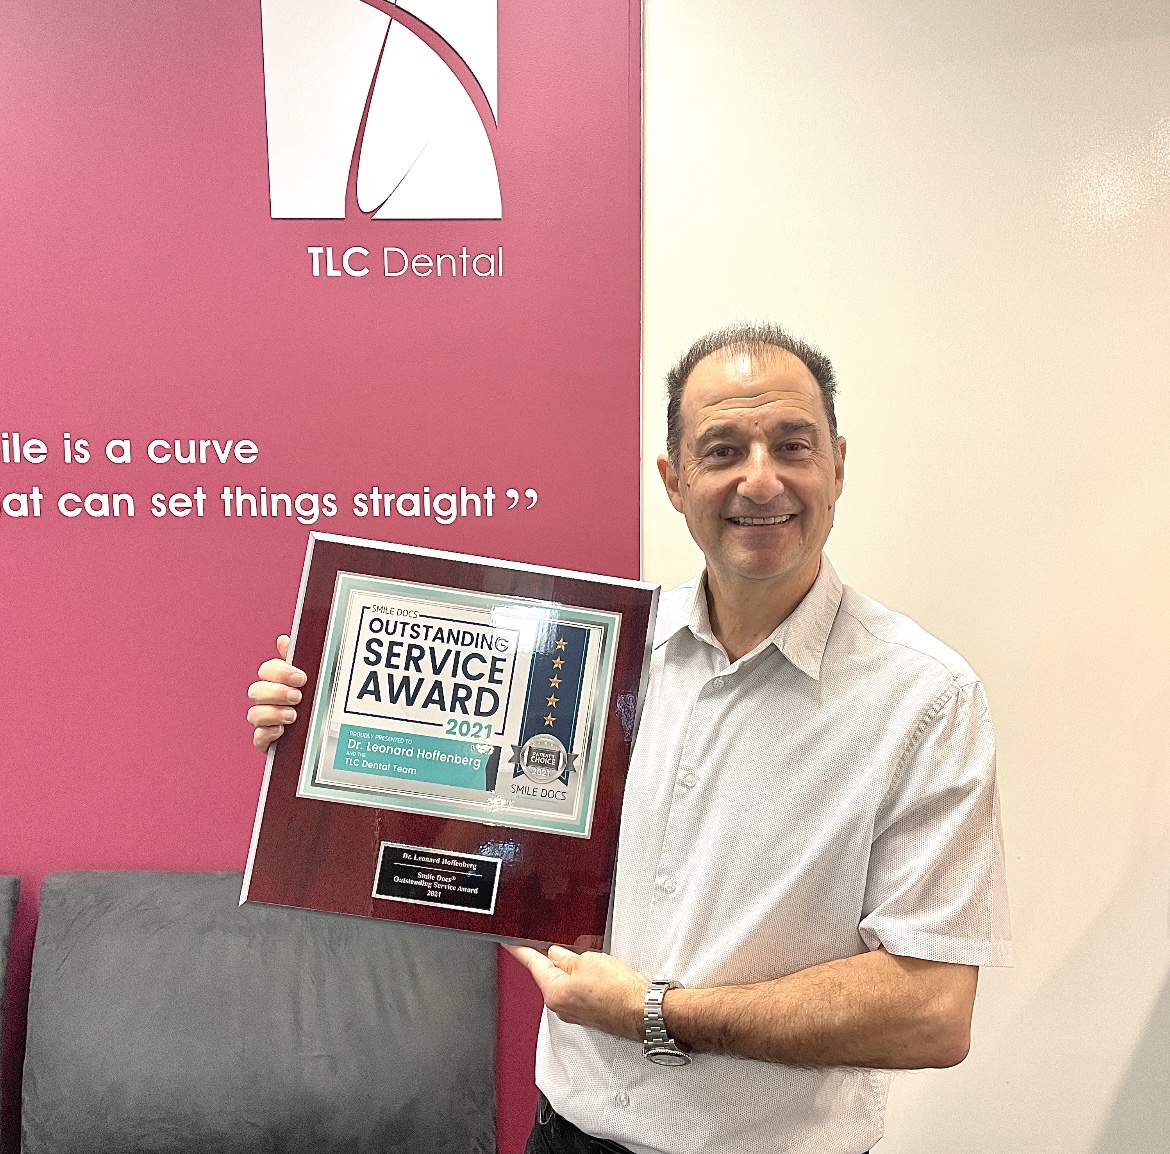 TLC Dental
ile is a curve
at can set things straight”
SMILE DOCS
OUTSTANDING
SERVICE
AWARD
2021
PROUDLY PRESENTED TO
Dr. Leonard Hoffenberg
AND THE
TLC Dental Team
PATIENT'S
CHOICE
2021
SMILE DOCS
Dr. Leonard Hoffenberg
Smile Docs®
Outstanding Service Award
2021